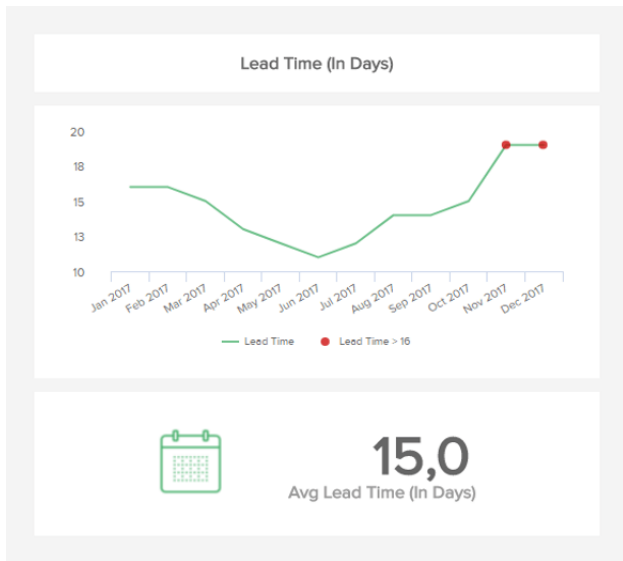 Lead Time (In Days)
20
18
15
13
10
Jan 2017 Feb 2017 Mar 2017 Apr 2017 May 2017 Jun 2017 Jul 2017 Aug 2017 Sep 2017 Oct 2017 Nov 2017 Dec 2017
Lead Time Lead Time > 16
15,0
Avg Lead Time (In Days)